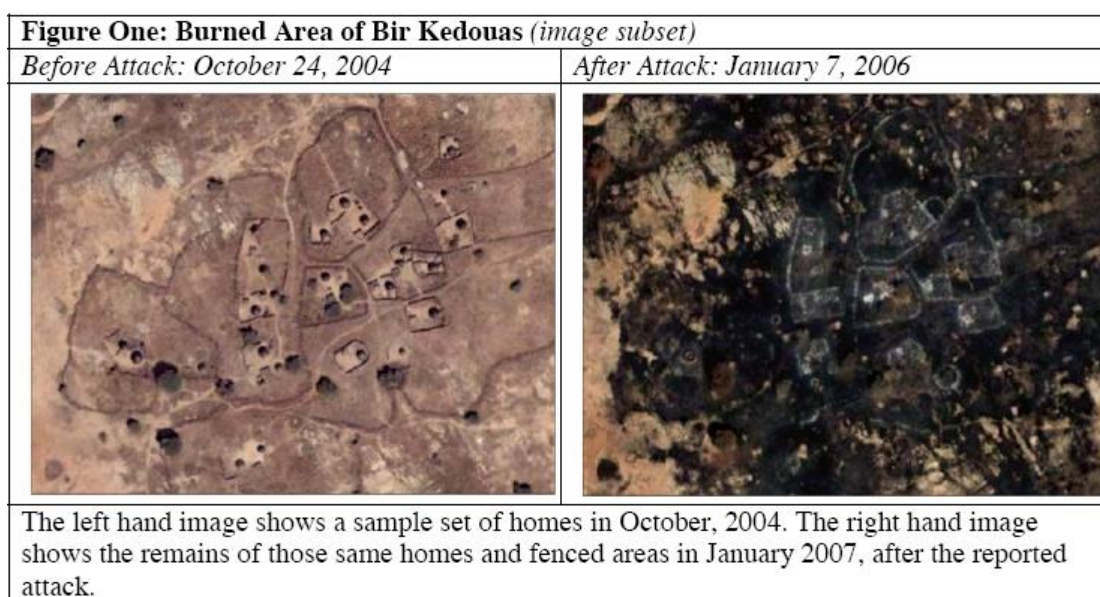 Figure One: Burned Area of Bir Kedouas (image subset)
Before Attack: October 24, 2004
After Attack: January 7, 2006
The left hand image shows a sample set of homes in October, 2004. The right hand image
shows the remains of those same homes and fenced areas in January 2007, after the reported
attack.